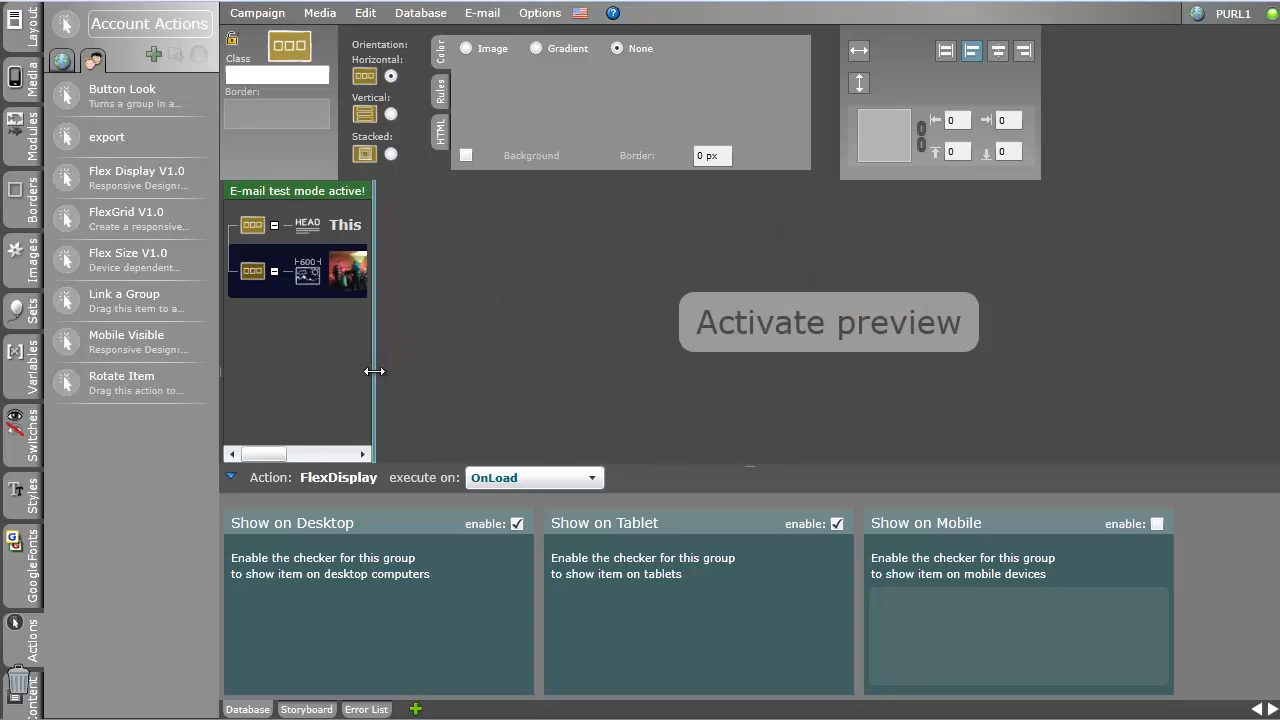 Campaign Media Edit Database E-mail Options PURL1
Layout
Media
Modules
Borders
Images
Sets
Variables
Switches
Styles
GoogleFonts
Actions
Content
Account Actions
Button Look
Turns a group in a...
export
Flex Display V1.0
Responsive Design:...
FlexGrid V1.0
Create a responsive...
Flex Size V1.0
Device dependent...
Link a Group
Drag this item to a...
Mobile Visible
Responsive Design:...
Rotate Item
Drag this action to...
Class
Border:
Orientation:
Horizontal:
Vertical:
Stacked:
Color
Rules
HTML
Image Gradient None
Background Border: 0 px
0 0
0 0
E-mail test mode active!
HEAD This
600
Activate preview
Action: FlexDisplay execute on: OnLoad
Show on Desktop enable:
Enable the checker for this group
to show item on desktop computers
Show on Tablet enable:
Enable the checker for this group
to show item on tablets
Show on Mobile enable:
Enable the checker for this group
to show item on mobile devices
Database Storyboard Error List